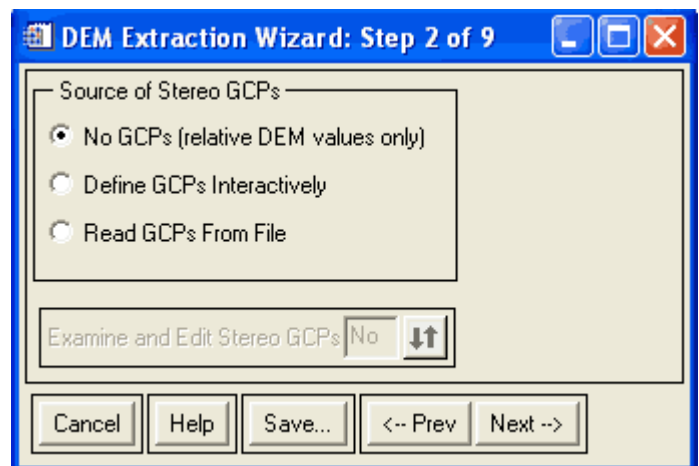 DEM Extraction Wizard: Step 2 of 9
Source of Stereo GCPs
No GCPs (relative DEM values only)
Define GCPs Interactively
Read GCPs From File
Examine and Edit Stereo GCPs No
Cancel Help Save... <-- Prev Next -->